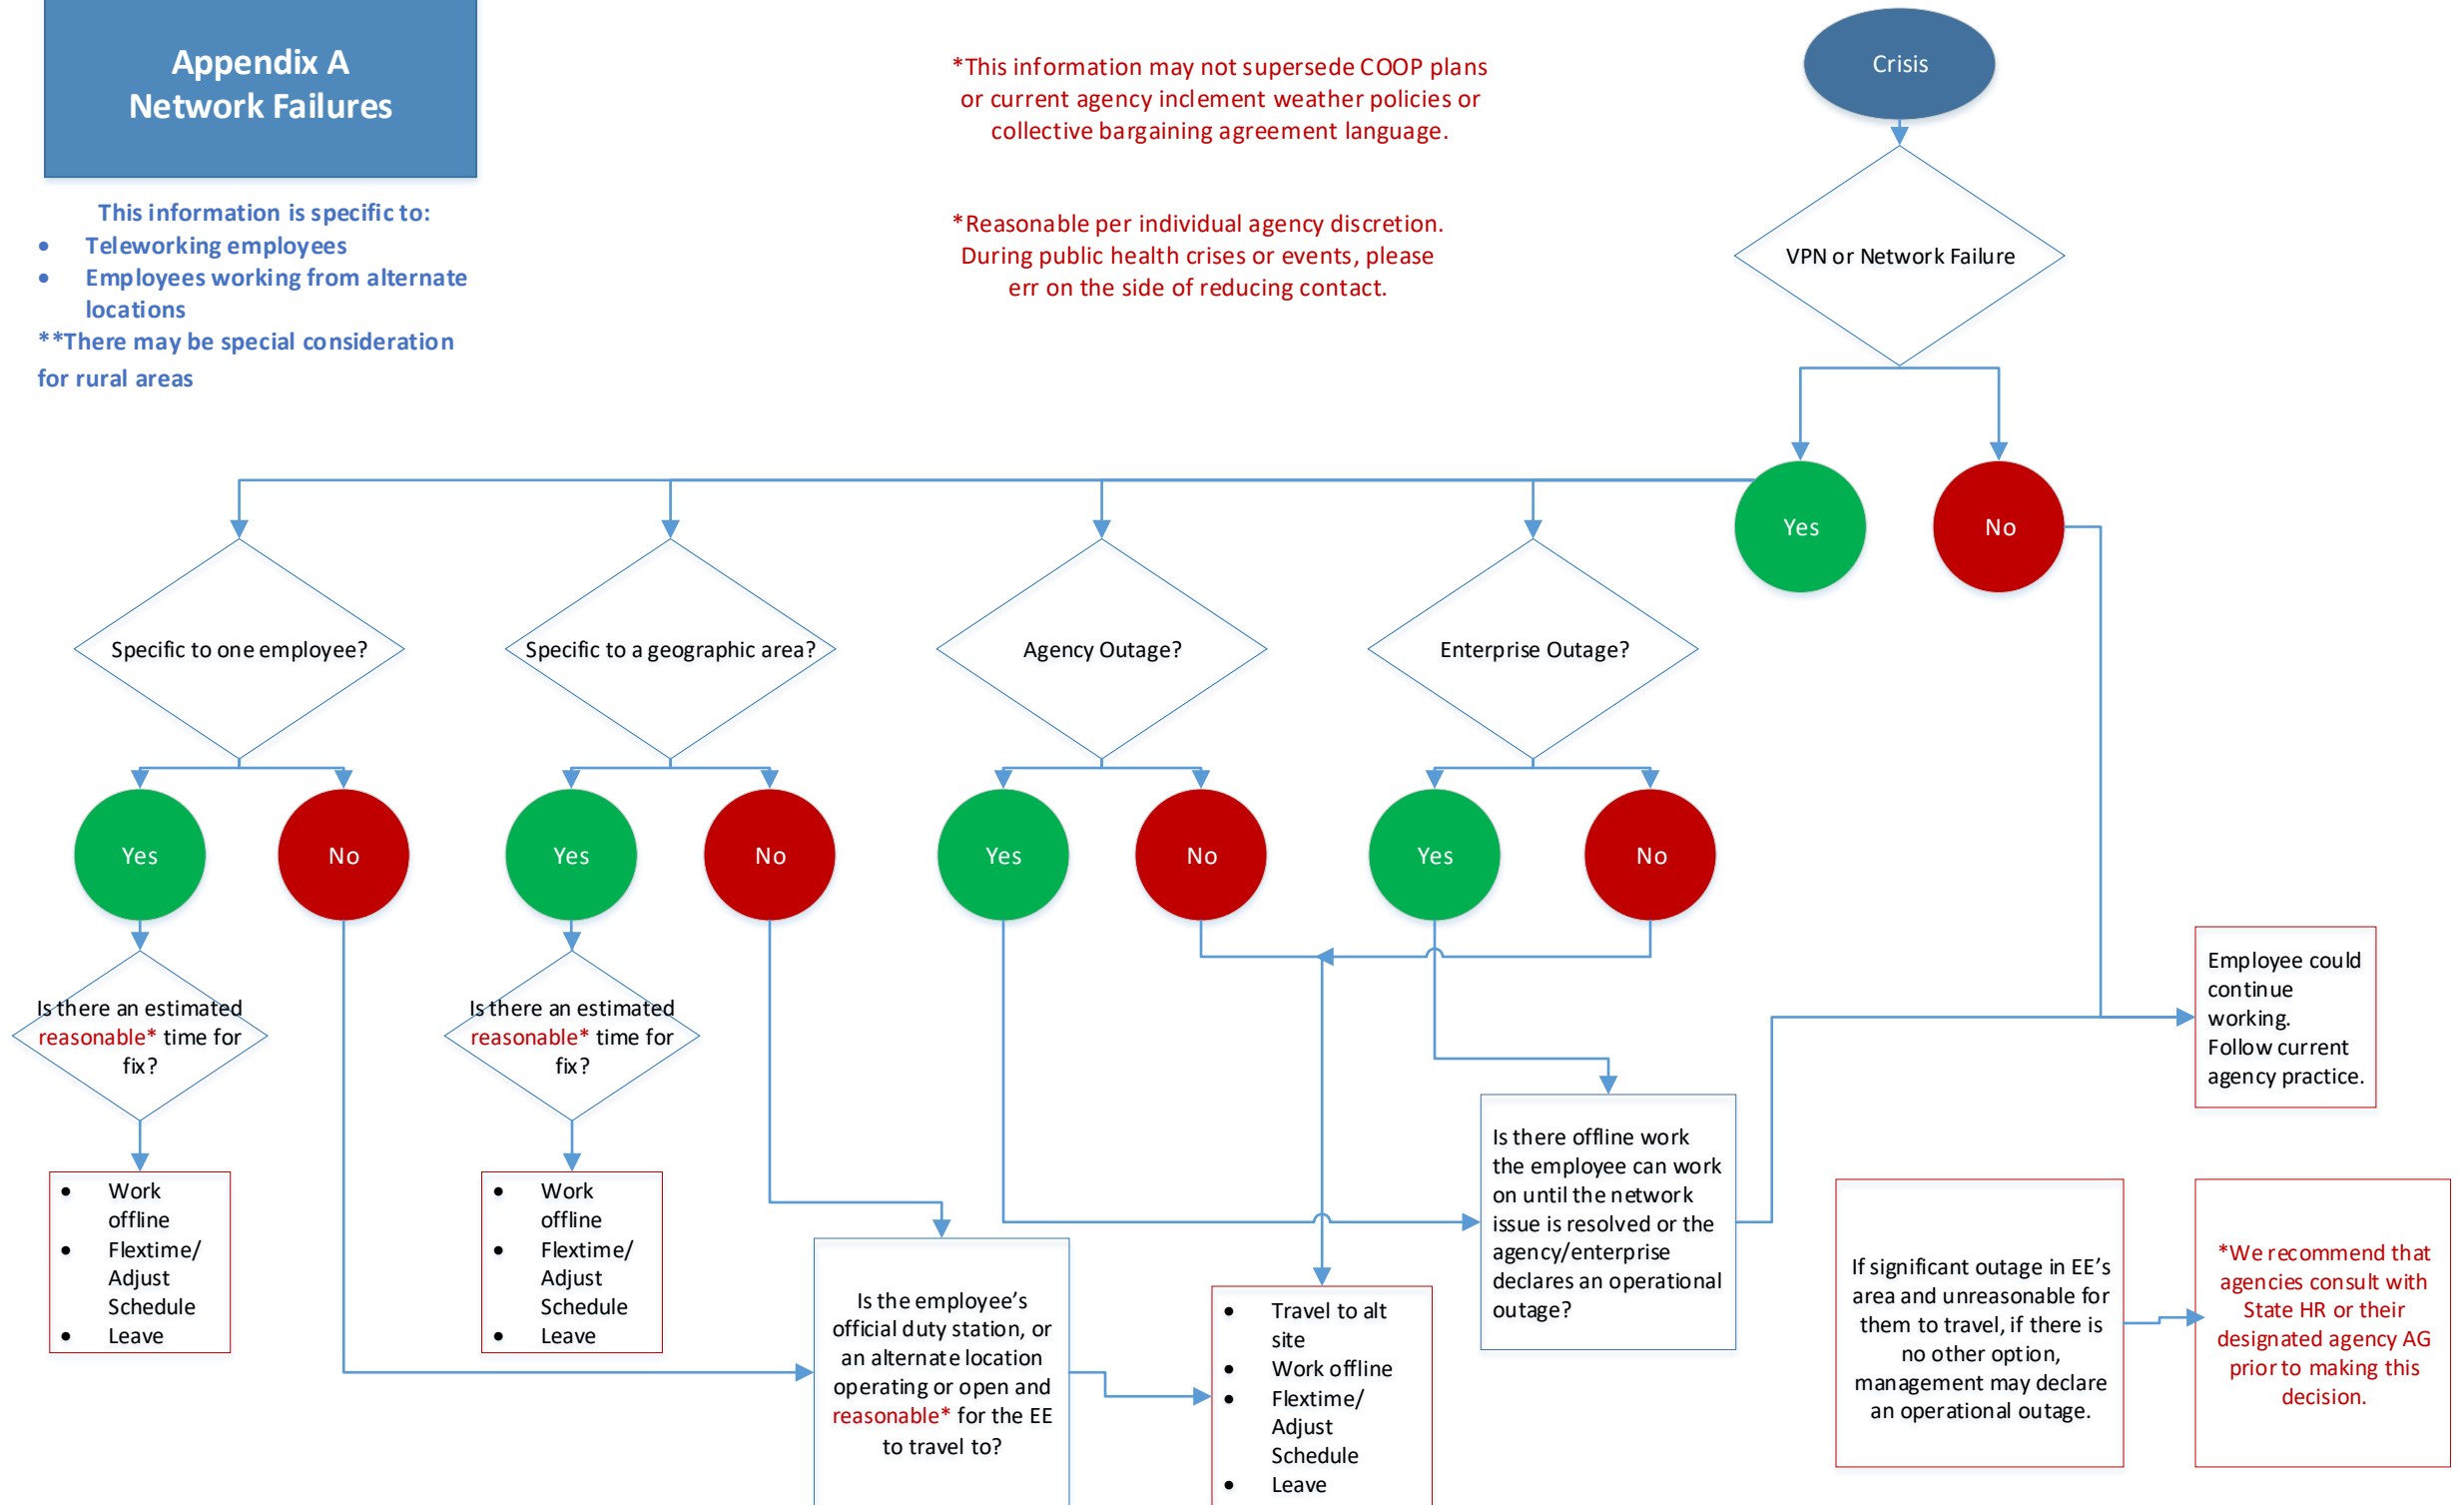 Appendix A
Network Failures
This information is specific to:
• Teleworking employees
• Employees working from alternate
locations
**There may be special consideration
for rural areas
*This information may not supersede COOP plans
or current agency inclement weather policies or
collective bargaining agreement language.
*Reasonable per individual agency discretion.
During public health crises or events, please
err on the side of reducing contact.
Crisis
VPN or Network Failure
Yes
No
Specific to one employee?
Specific to a geographic area?
Agency Outage?
Enterprise Outage?
Yes
No
Yes
No
Yes
No
Yes
No
Is there an estimated
reasonable* time for
fix?
Is there an estimated
reasonable* time for
fix?
Employee could
continue
working.
Follow current
agency practice.
• Work
offline
• Flextime/
Adjust
Schedule
• Leave
• Work
offline
• Flextime/
Adjust
Schedule
• Leave
Is the employee’s
official duty station, or
an alternate location
operating or open and
reasonable* for the EE
to travel to?
• Travel to alt
site
• Work offline
• Flextime/
Adjust
Schedule
• Leave
Is there offline work
the employee can work
on until the network
issue is resolved or the
agency/enterprise
declares an operational
outage?
If significant outage in EE’s
area and unreasonable for
them to travel, if there is
no other option,
management may declare
an operational outage.
*We recommend that
agencies consult with
State HR or their
designated agency AG
prior to making this
decision.